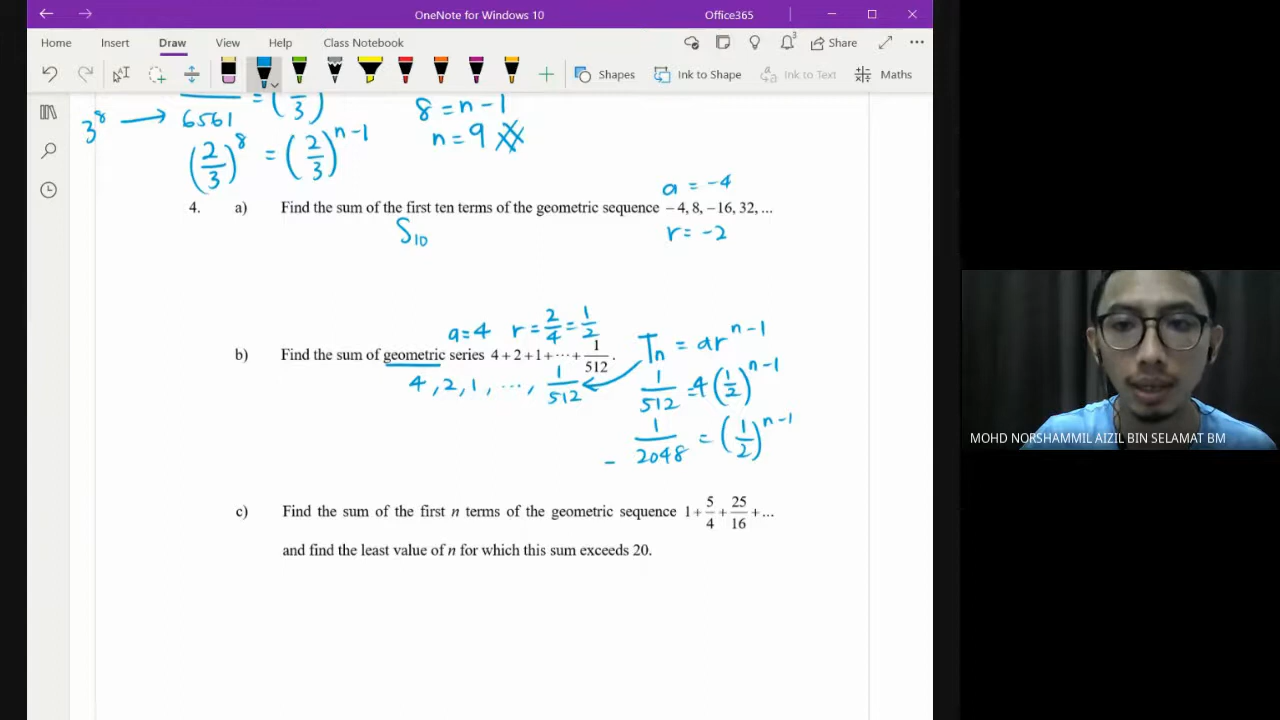 OneNote for Windows 10
Office365
Home Insert Draw View Help Class Notebook
3
Share
Shapes Ink to Shape Ink to Text Maths
3^8 → 6561 = (/3)
8 = n - 1
(2/3)^8 = (2/3)^{n-1}
n = 9
a = -4
4. a) Find the sum of the first ten terms of the geometric sequence −4, 8, −16, 32, ...
S10
r = -2
a=4 r = 2/4 = 1/2
Tn = ar^{n-1}
b) Find the sum of geometric series 4 + 2 + 1 + ··· + 1/512 .
4, 2, 1, ..., 1/512
1/512 = 4(1/2)^{n-1}
1/2048 = (1/2)^{n-1}
c) Find the sum of the first n terms of the geometric sequence 1 + 5/4 + 25/16 + ...
and find the least value of n for which this sum exceeds 20.
MOHD NORSHAMMIL AIZIL BIN SELAMAT BM